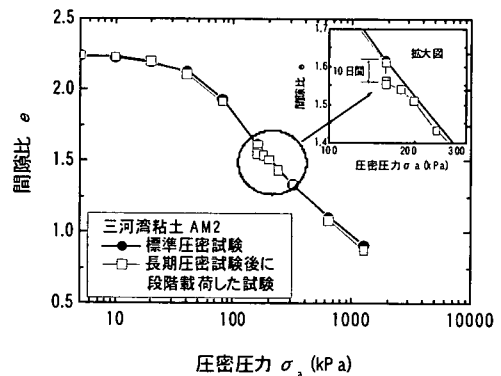 間隙比 e
2.5
2.0
1.5
1.0
0.5
10
100
1000
10000
圧密圧力 σa (kPa)
三河湾粘土 AM2
標準圧密試験
長期圧密試験後に
段階載荷した試験
拡大図
10日間
間隙比 e
1.7
1.6
1.5
1.4
100
200
300
圧密圧力 σa (kPa)